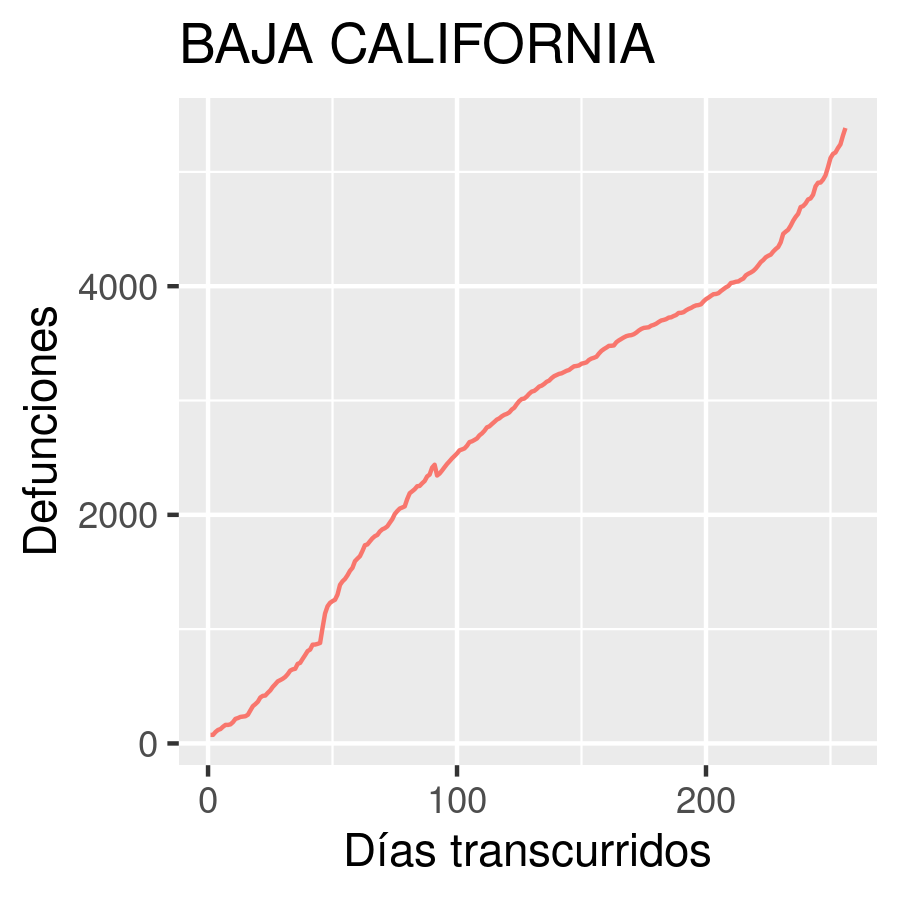 BAJA CALIFORNIA
Defunciones
4000
2000
0
0 100 200
Días transcurridos